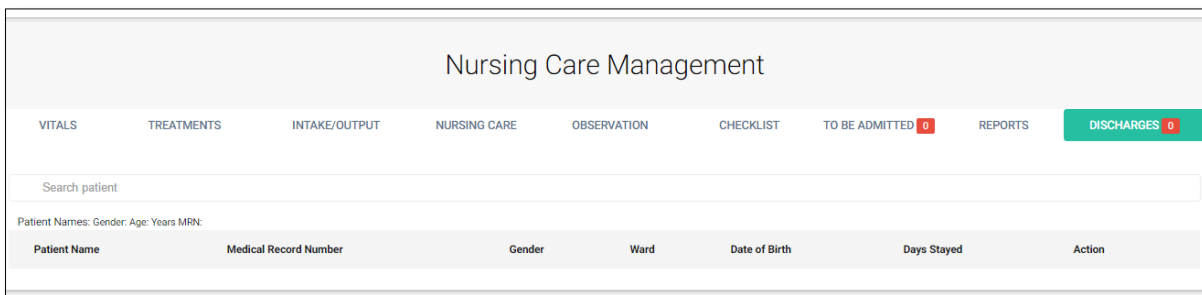 Nursing Care Management
VITALS TREATMENTS INTAKE/OUTPUT NURSING CARE OBSERVATION CHECKLIST TO BE ADMITTED 0 REPORTS DISCHARGES 0
Search patient
Patient Names: Gender: Age: Years MRN:
Patient Name Medical Record Number Gender Ward Date of Birth Days Stayed Action